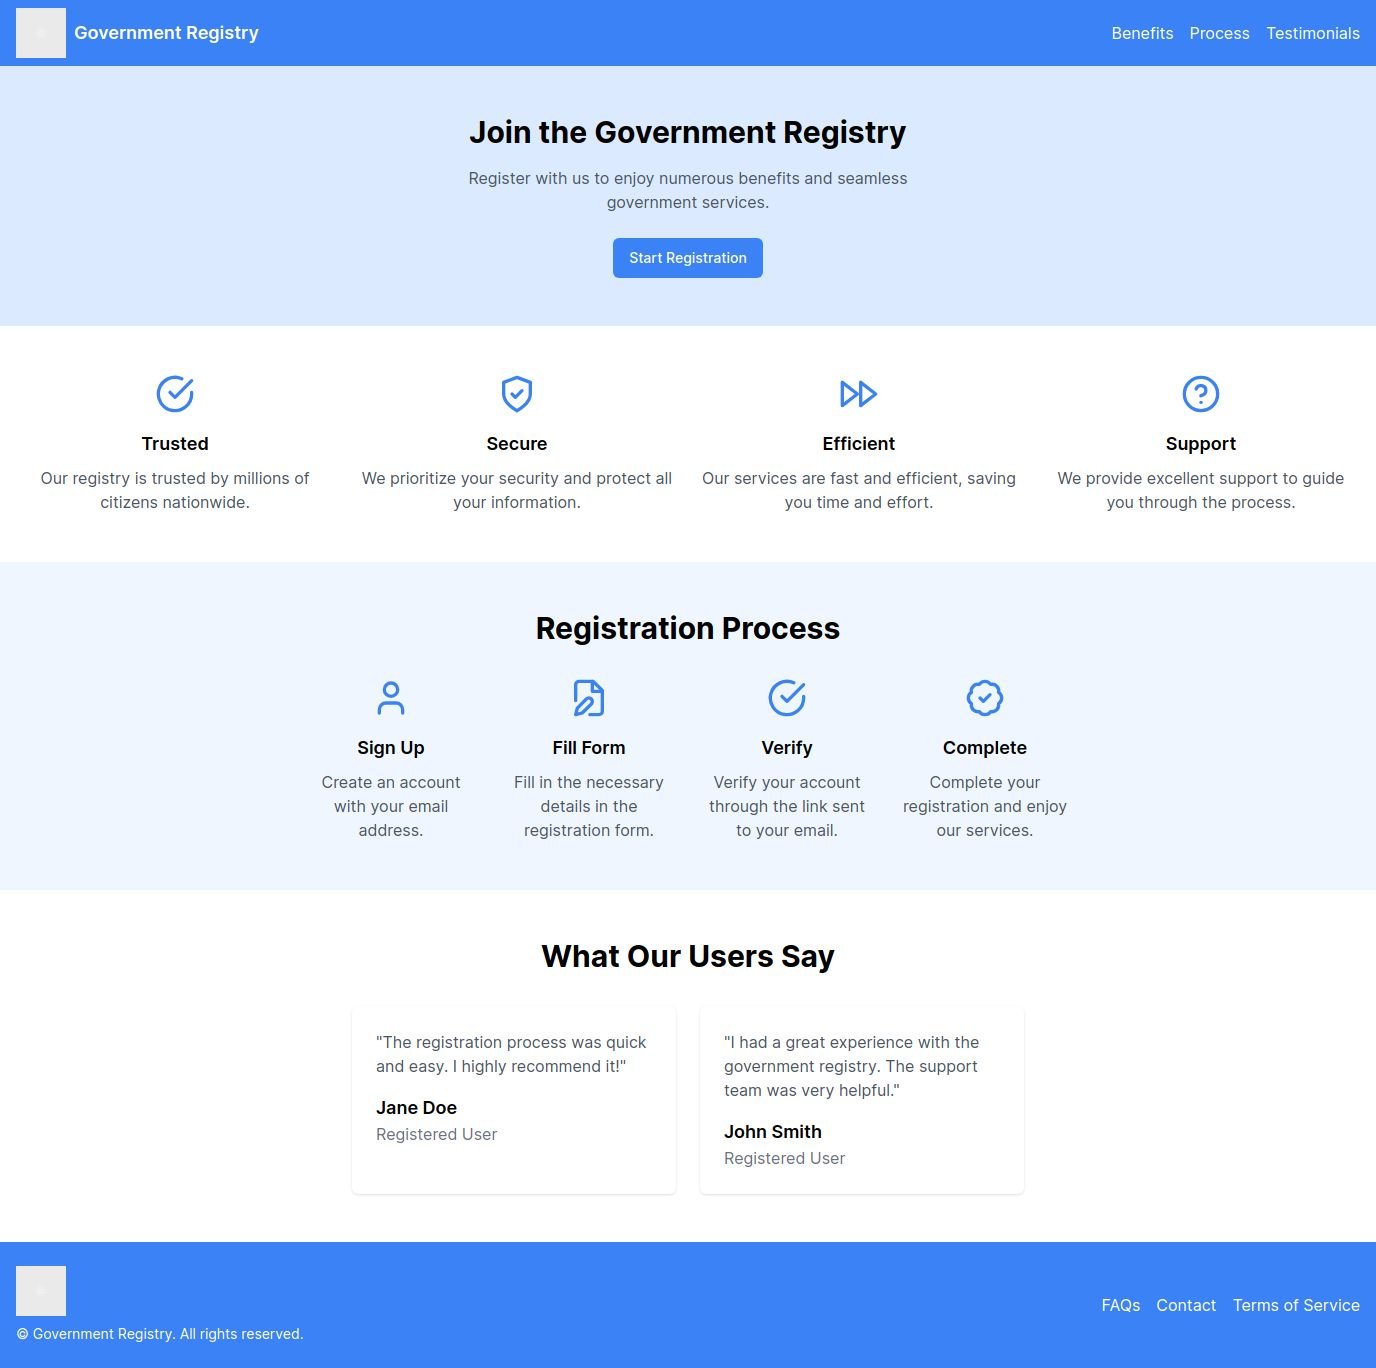 Government Registry
Benefits Process Testimonials
Join the Government Registry
Register with us to enjoy numerous benefits and seamless
government services.
Start Registration
Trusted
Our registry is trusted by millions of
citizens nationwide.
Secure
We prioritize your security and protect all
your information.
Efficient
Our services are fast and efficient, saving
you time and effort.
Support
We provide excellent support to guide
you through the process.
Registration Process
Sign Up
Create an account
with your email
address.
Fill Form
Fill in the necessary
details in the
registration form.
Verify
Verify your account
through the link sent
to your email.
Complete
Complete your
registration and enjoy
our services.
What Our Users Say
"The registration process was quick
and easy. I highly recommend it!"
Jane Doe
Registered User
"I had a great experience with the
government registry. The support
team was very helpful."
John Smith
Registered User
© Government Registry. All rights reserved.
FAQs Contact Terms of Service